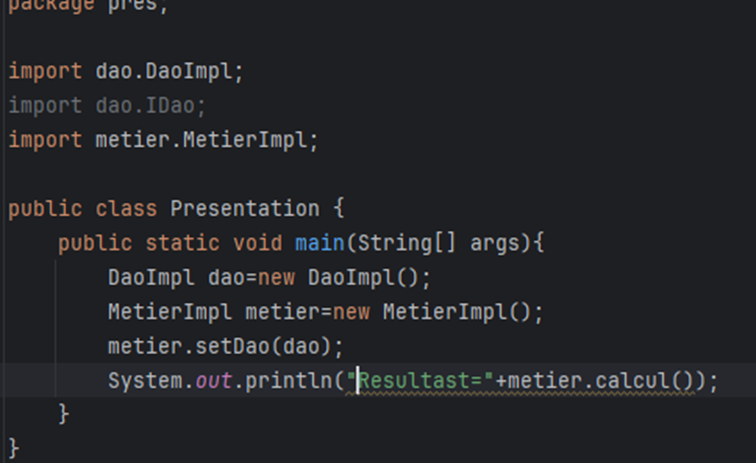 package pres;
import dao.DaoImpl;
import dao.IDao;
import metier.MetierImpl;
public class Presentation {
public static void main(String[] args){
DaoImpl dao=new DaoImpl();
MetierImpl metier=new MetierImpl();
metier.setDao(dao);
System.out.println("Resultast="+metier.calcul());
}
}